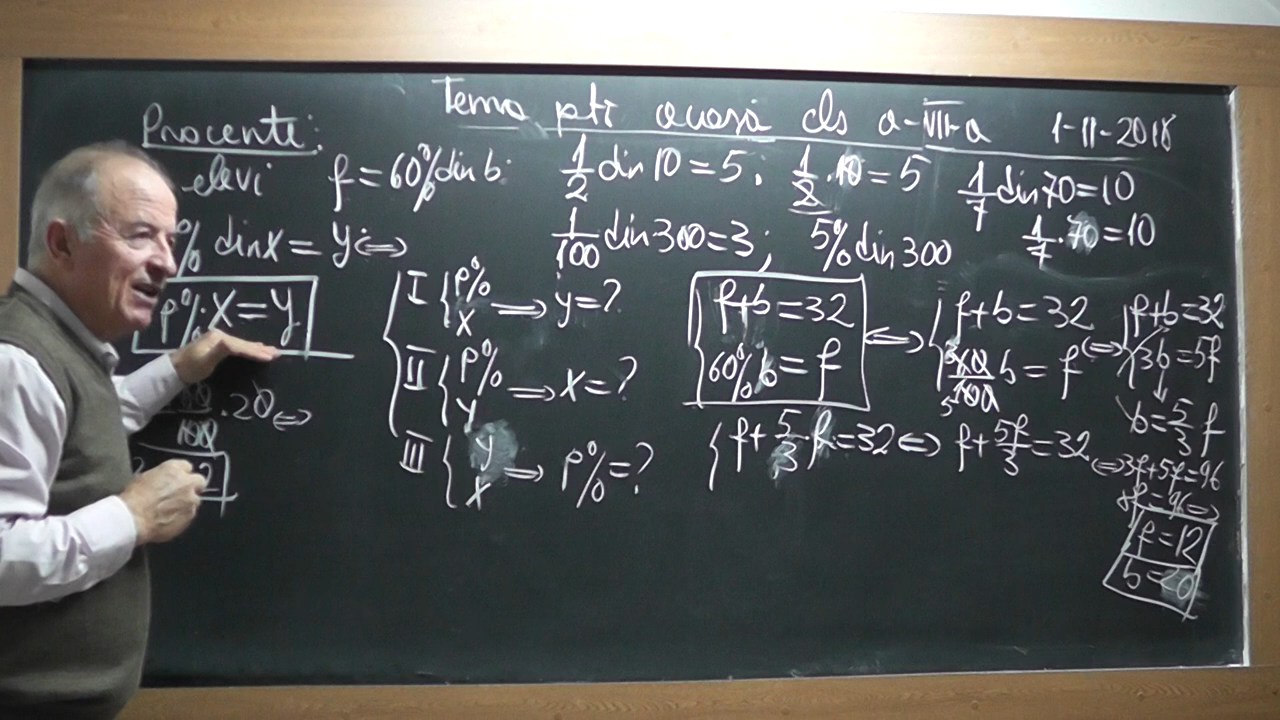 Tema ptr acasă cls a-VII-a 1-11-2018
Procente:
elevi f = 60% din b
1/2 din 10 = 5; 1/2 · 10 = 5
1/7 din 70 = 10
% din x = y ⇔
1/100 din 300 = 3; 5% din 300
1/7 · 70 = 10
p% · x = y
I { p% x ⟹ y = ?
II { p% y ⟹ x = ?
III { y x ⟹ p% = ?
100 · 20 ⇔
f + b = 32
60% b = f
⇔ { f + b = 32
60/100 b = f
⇔ { f + b = 32
3b = 5f
b = 5/3 f
{ f + 5/3 · f = 32 ⇔ f + 5f/3 = 32
⇔ 3f + 5f = 96
8f = 96 ⇔
f = 12
b = 20